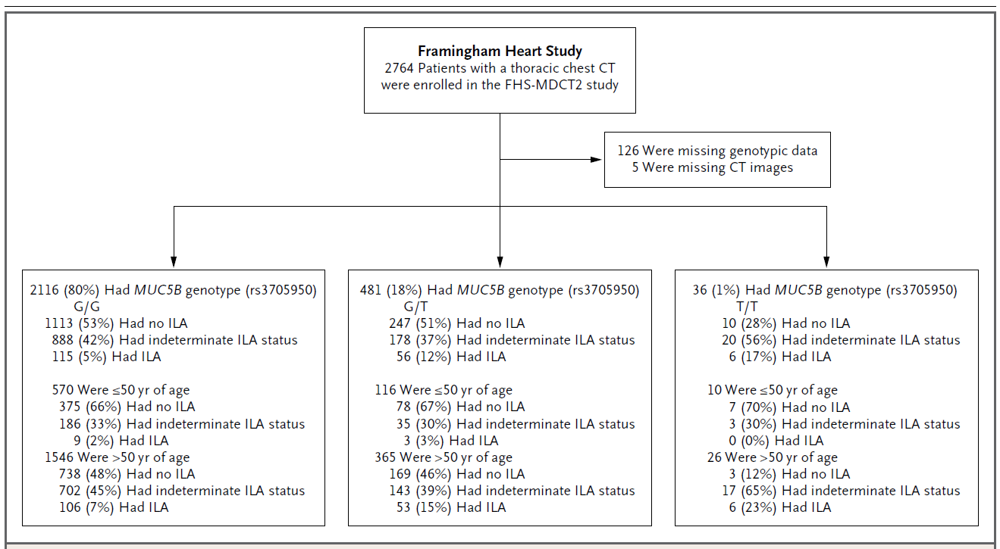 Framingham Heart Study
2764 Patients with a thoracic chest CT
were enrolled in the FHS-MDCT2 study
126 Were missing genotypic data
5 Were missing CT images
2116 (80%) Had MUC5B genotype (rs3705950)
G/G
1113 (53%) Had no ILA
888 (42%) Had indeterminate ILA status
115 (5%) Had ILA
570 Were ≤50 yr of age
375 (66%) Had no ILA
186 (33%) Had indeterminate ILA status
9 (2%) Had ILA
1546 Were >50 yr of age
738 (48%) Had no ILA
702 (45%) Had indeterminate ILA status
106 (7%) Had ILA
481 (18%) Had MUC5B genotype (rs3705950)
G/T
247 (51%) Had no ILA
178 (37%) Had indeterminate ILA status
56 (12%) Had ILA
116 Were ≤50 yr of age
78 (67%) Had no ILA
35 (30%) Had indeterminate ILA status
3 (3%) Had ILA
365 Were >50 yr of age
169 (46%) Had no ILA
143 (39%) Had indeterminate ILA status
53 (15%) Had ILA
36 (1%) Had MUC5B genotype (rs3705950)
T/T
10 (28%) Had no ILA
20 (56%) Had indeterminate ILA status
6 (17%) Had ILA
10 Were ≤50 yr of age
7 (70%) Had no ILA
3 (30%) Had indeterminate ILA status
0 (0%) Had ILA
26 Were >50 yr of age
3 (12%) Had no ILA
17 (65%) Had indeterminate ILA status
6 (23%) Had ILA